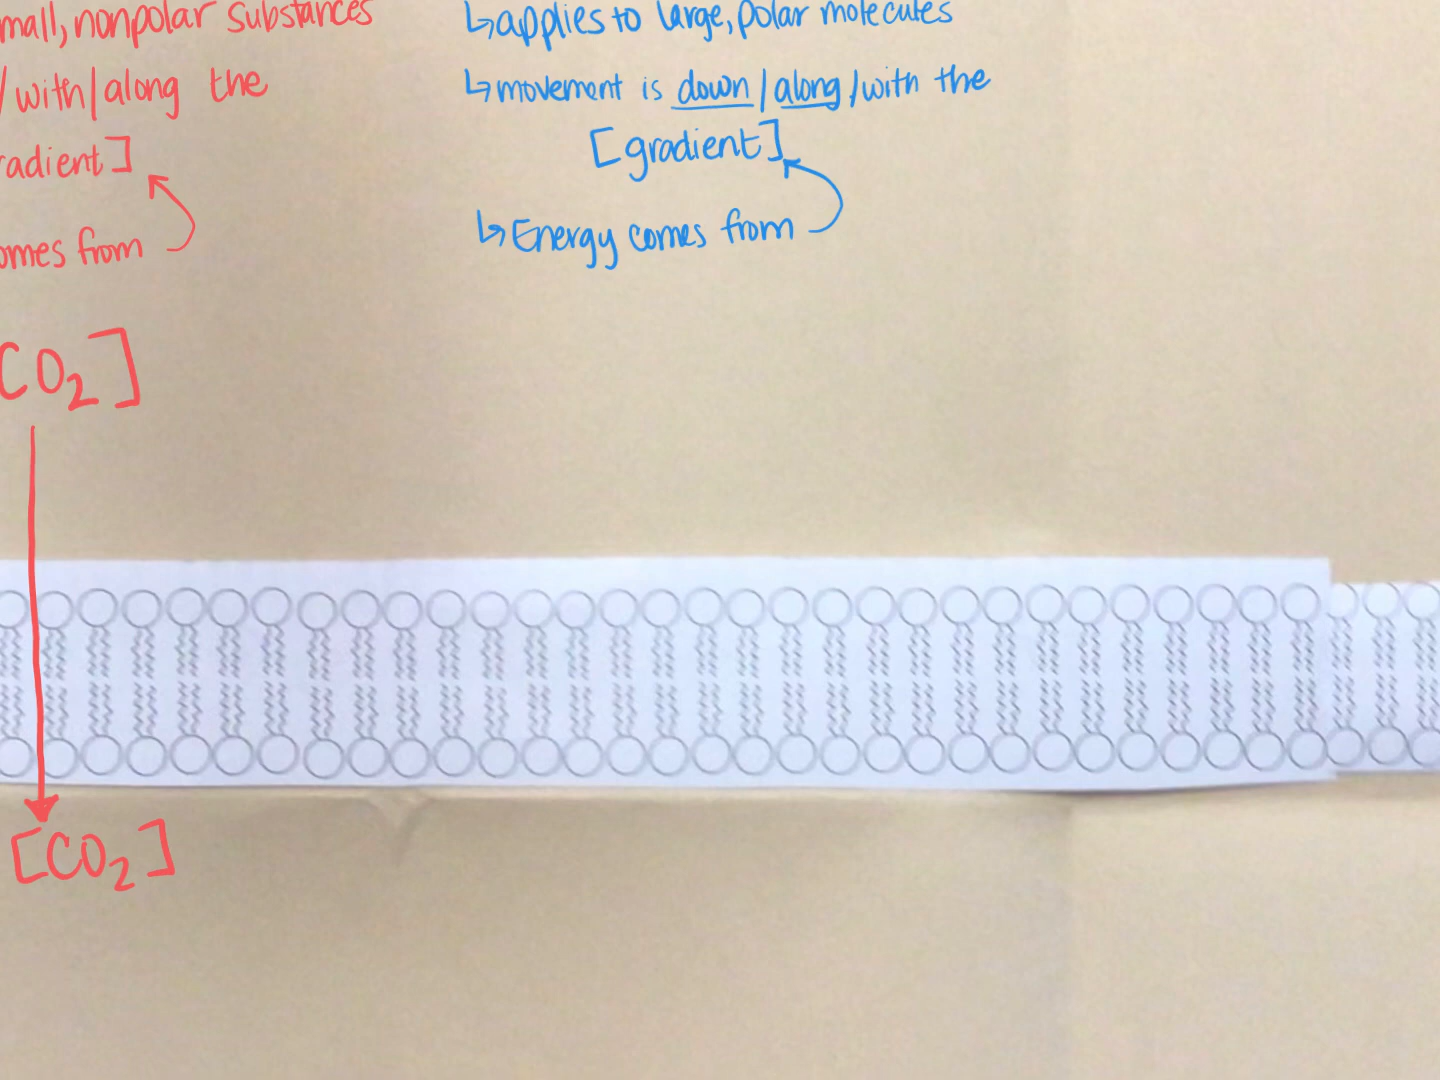 mall, nonpolar substances
/with/along the
radient]
omes from
CO₂]
[CO₂]
↳applies to large, polar molecules
↳movement is down/along/with the
[gradient]
↳Energy comes from